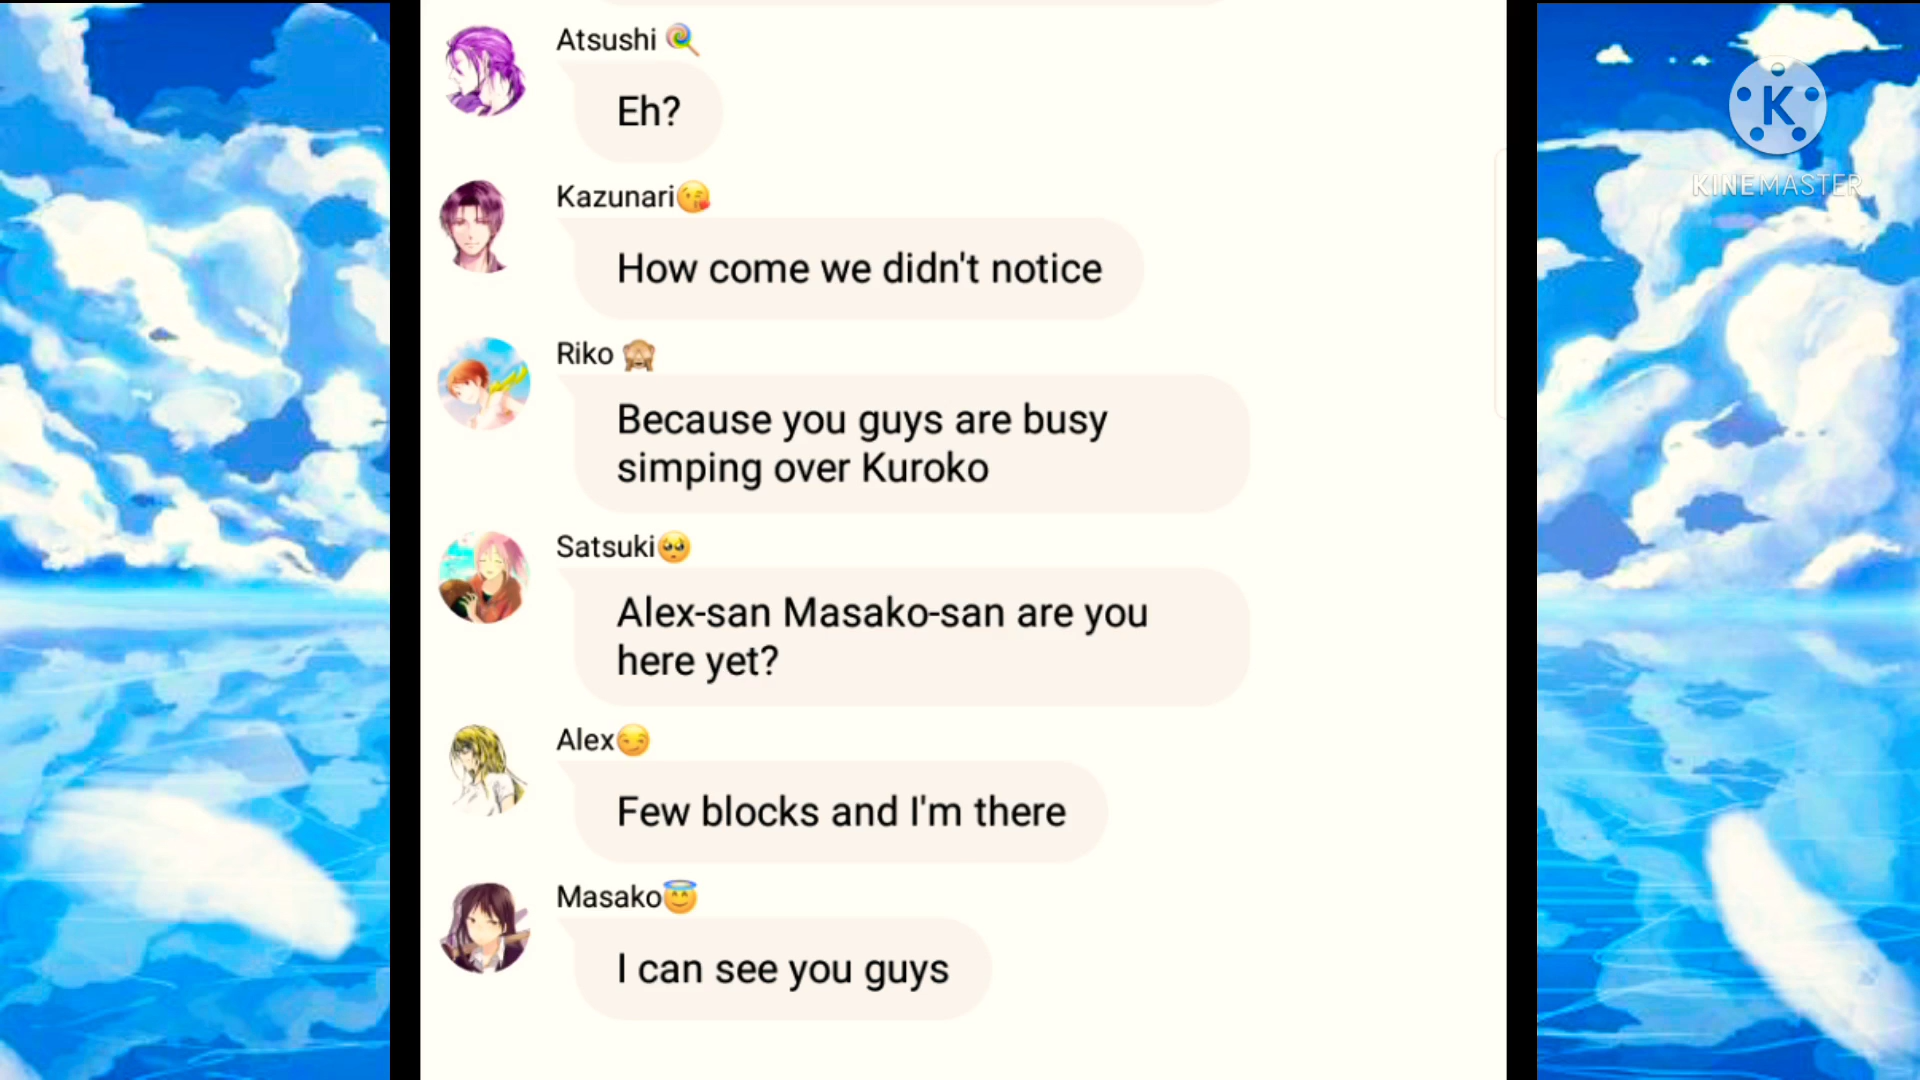 Atsushi 🍭
Eh?
Kazunari😘
How come we didn't notice
Riko 🙈
Because you guys are busy
simping over Kuroko
Satsuki🥺
Alex-san Masako-san are you
here yet?
Alex😏
Few blocks and I'm there
Masako😇
I can see you guys
K
KINEMASTER